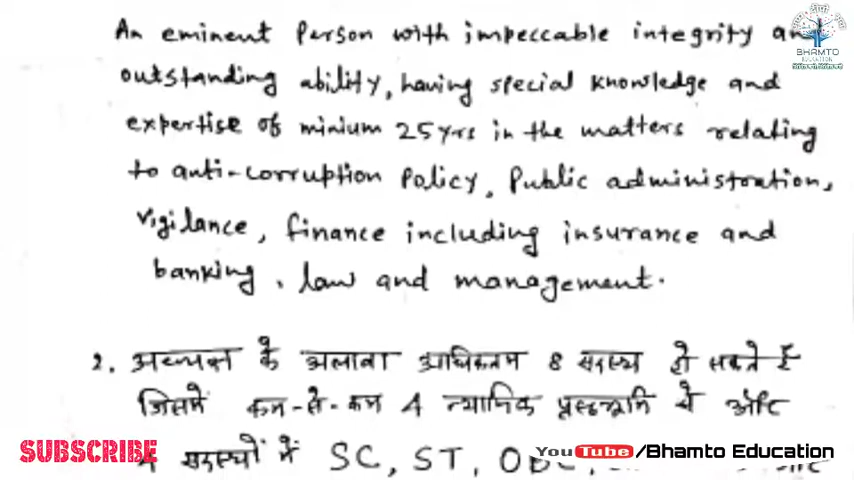 An eminent Person with impeccable integrity and
outstanding ability, having special knowledge and
expertise of minium 25yrs in the matters relating
to anti-corruption Policy, Public administration,
vigilance, finance including insurance and
banking, law and management.
2. अध्यक्ष के अलावा अधिकतम 8 सदस्य हो सकते हैं
जिसमें कम-से-कम 4 न्यायिक पृष्ठभूमि से और
सदस्यों में SC, ST, OBC,
BHAMTO
EDUCATION
SUBSCRIBE
YouTube/Bhamto Education